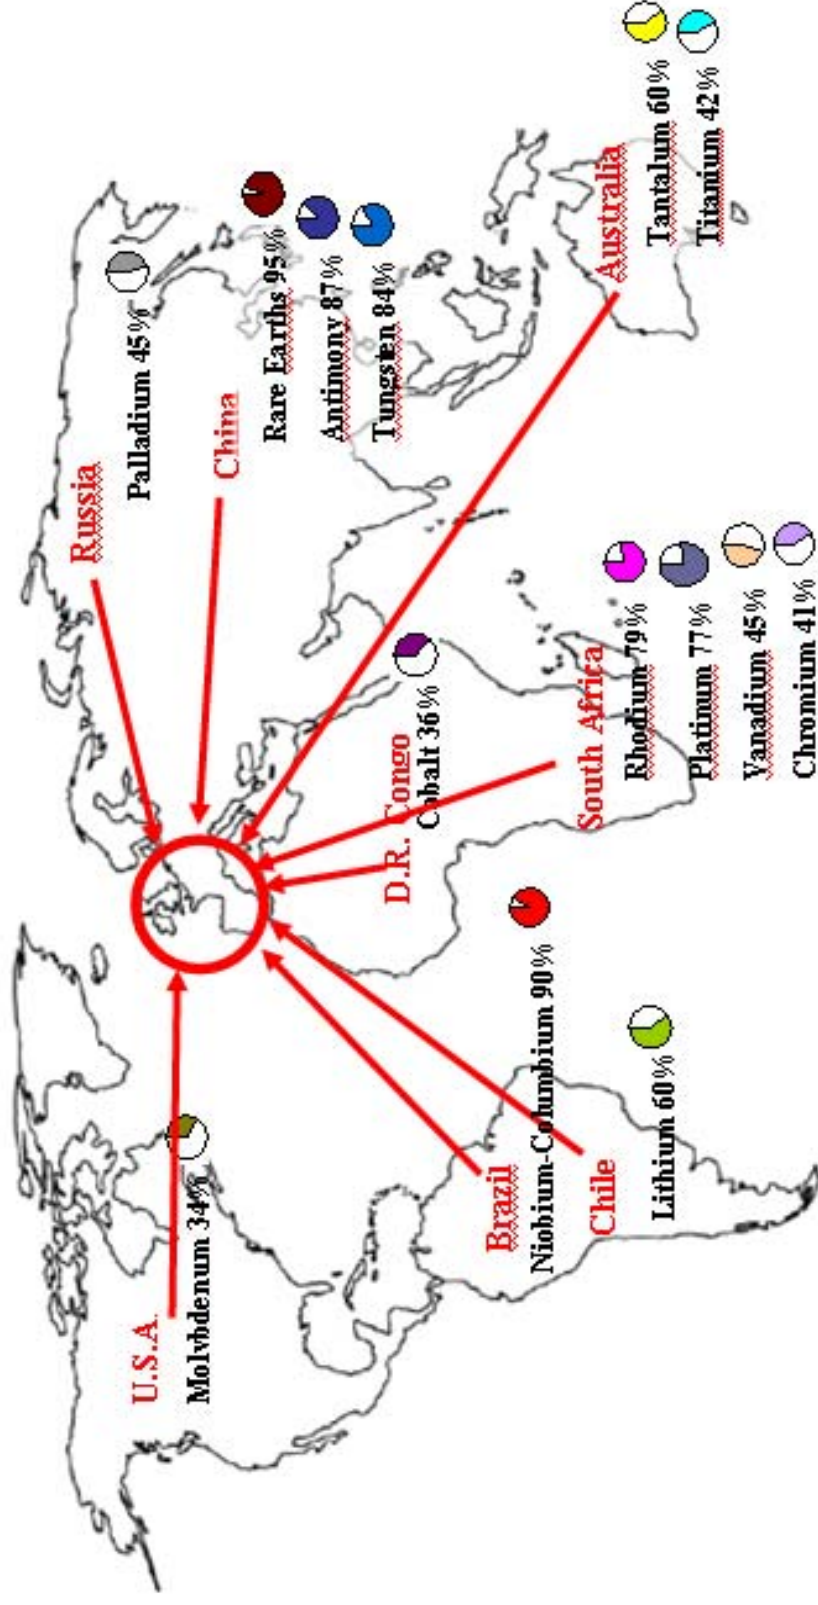 U.S.A.
Molybdenum 34%
Brazil
Niobium-Columbium 90%
Chile
Lithium 60%
D.R. Congo
Cobalt 36%
South Africa
Rhodium 79%
Platinum 77%
Vanadium 45%
Chromium 41%
Russia
Palladium 45%
China
Rare Earths 95%
Antimony 87%
Tungsten 84%
Australia
Tantalum 60%
Titanium 42%